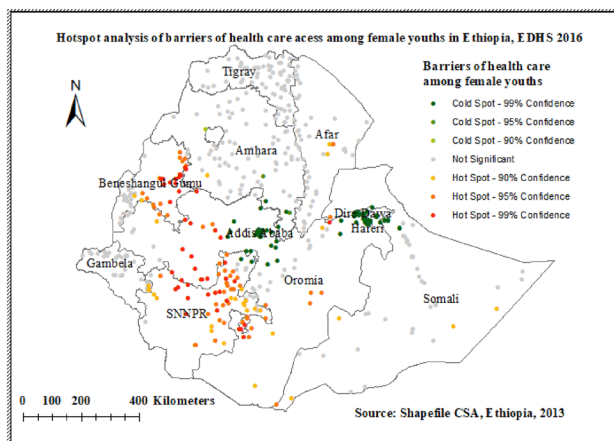 Hotspot analysis of barriers of health care acess among female youths in Ethiopia, EDHS 2016
N
Barriers of health care
among female youths
Cold Spot - 99% Confidence
Cold Spot - 95% Confidence
Cold Spot - 90% Confidence
Not Significant
Hot Spot - 90% Confidence
Hot Spot - 95% Confidence
Hot Spot - 99% Confidence
Tigray
Afar
Amhara
Beneshangul Gumu
Dire Dawa
Addis Ababa
Hareri
Gambela
Oromia
Somali
SNNPR
0 100 200 400 Kilometers
Source: Shapefile CSA, Ethiopia, 2013